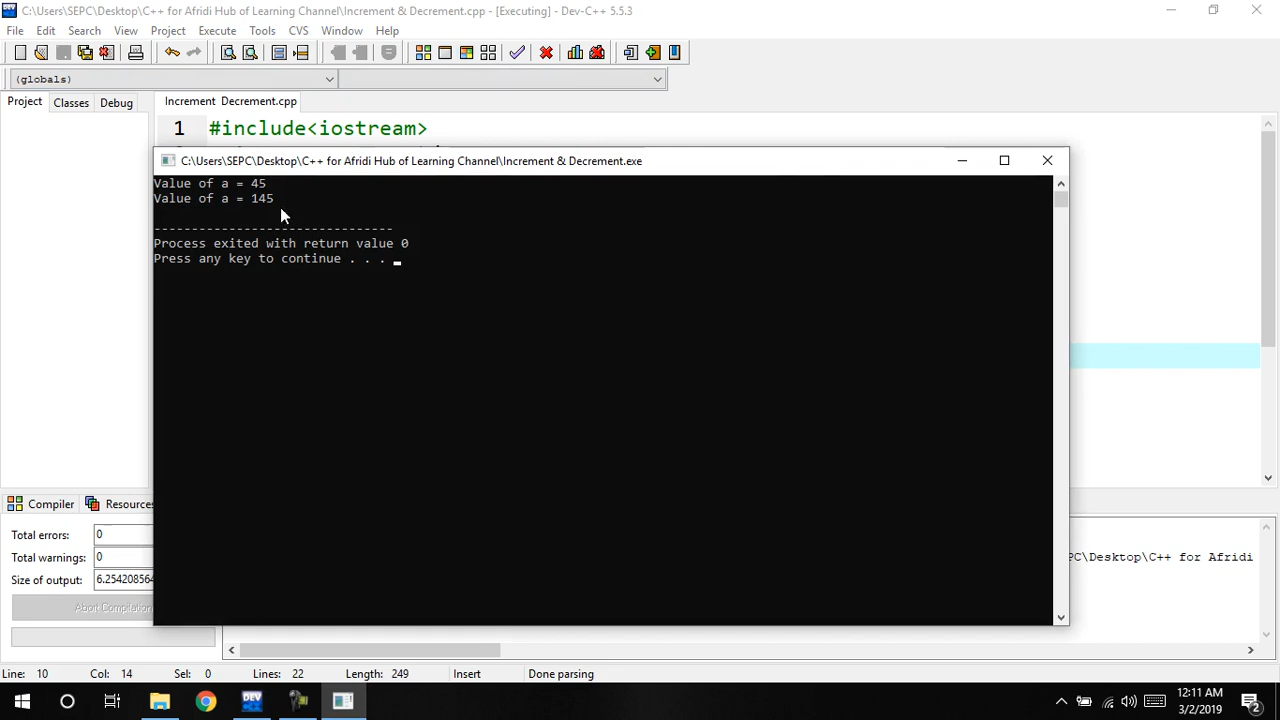 C:\Users\SEPC\Desktop\C++ for Afridi Hub of Learning Channel\Increment & Decrement.cpp - [Executing] - Dev-C++ 5.5.3
File Edit Search View Project Execute Tools CVS Window Help
(globals)
Project Classes Debug Increment Decrement.cpp
1 #include<iostream>
C:\Users\SEPC\Desktop\C++ for Afridi Hub of Learning Channel\Increment & Decrement.exe
Value of a = 45
Value of a = 145
--------------------------------
Process exited with return value 0
Press any key to continue . . .
Compiler Resources
Total errors: 0
Total warnings: 0
PC\Desktop\C++ for Afridi
Size of output: 6.254208564
Abort Compilation
Line: 10 Col: 14 Sel: 0 Lines: 22 Length: 249 Insert Done parsing
DEV
12:11 AM
3/2/2019
2